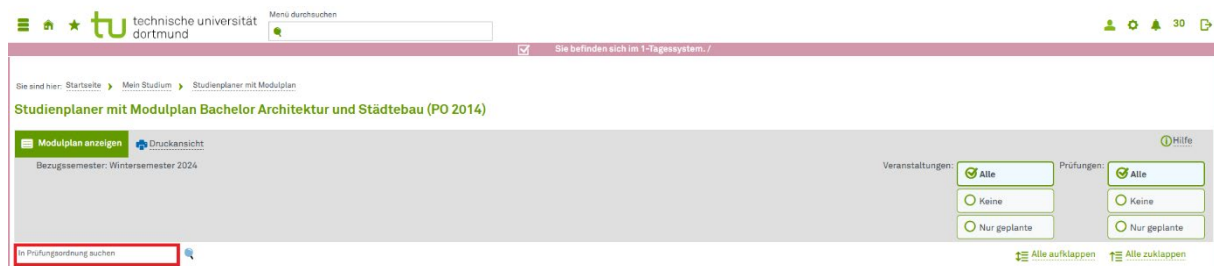 Menü durchsuchen
technische universität
dortmund
30
Sie befinden sich im 1-Tagessystem. /
Sie sind hier: Startseite Mein Studium Studienplaner mit Modulplan
Studienplaner mit Modulplan Bachelor Architektur und Städtebau (PO 2014)
Modulplan anzeigen Druckansicht Hilfe
Bezugssemester: Wintersemester 2024
Veranstaltungen: Alle Prüfungen: Alle
Keine Keine
Nur geplante Nur geplante
In Prüfungsordnung suchen
Alle aufklappen Alle zuklappen